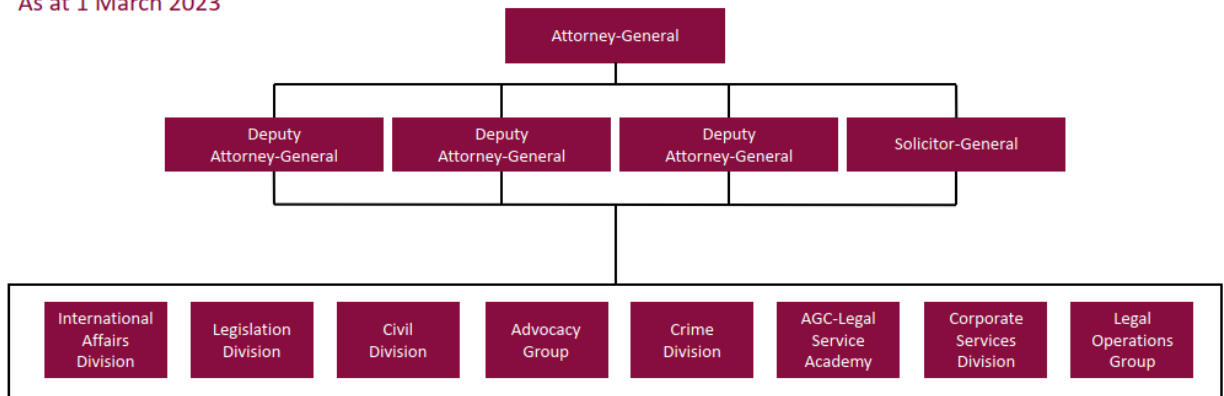 As at 1 March 2023
Attorney-General
Deputy
Attorney-General
Deputy
Attorney-General
Deputy
Attorney-General
Solicitor-General
International
Affairs
Division
Legislation
Division
Civil
Division
Advocacy
Group
Crime
Division
AGC-Legal
Service
Academy
Corporate
Services
Division
Legal
Operations
Group